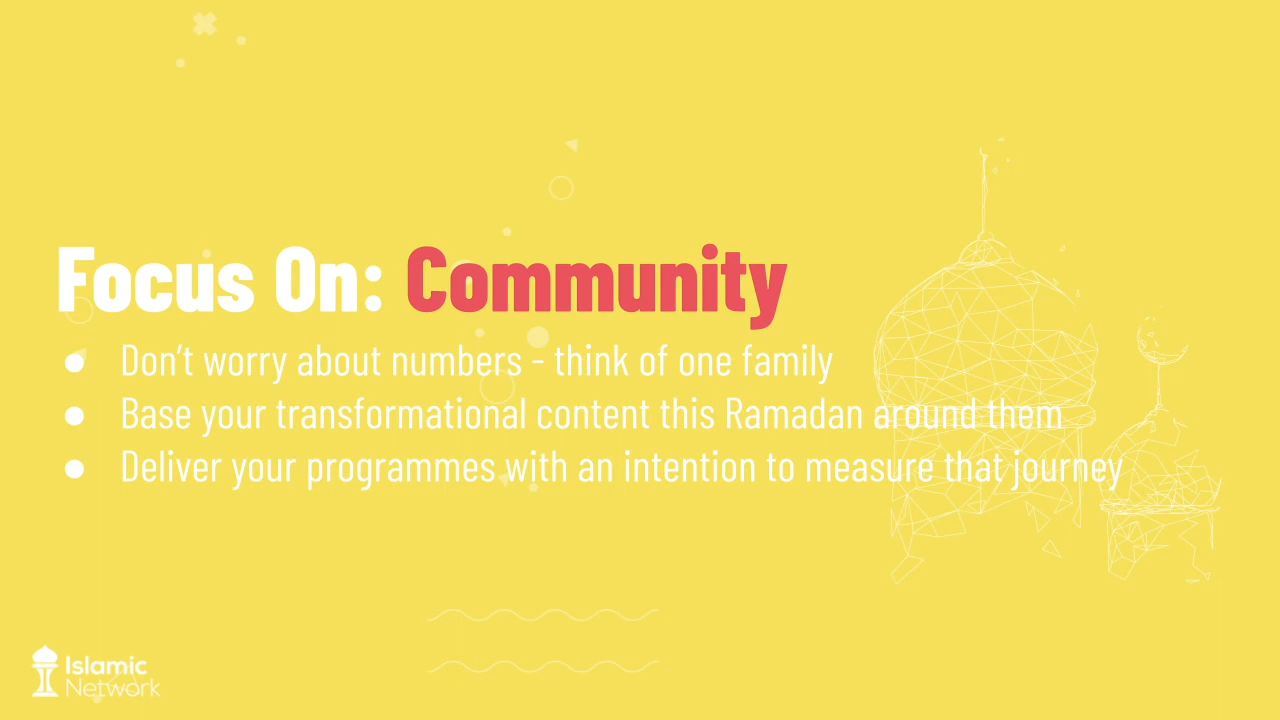 Focus On: Community
● Don’t worry about numbers - think of one family
● Base your transformational content this Ramadan around them
● Deliver your programmes with an intention to measure that journey
Islamic
Network